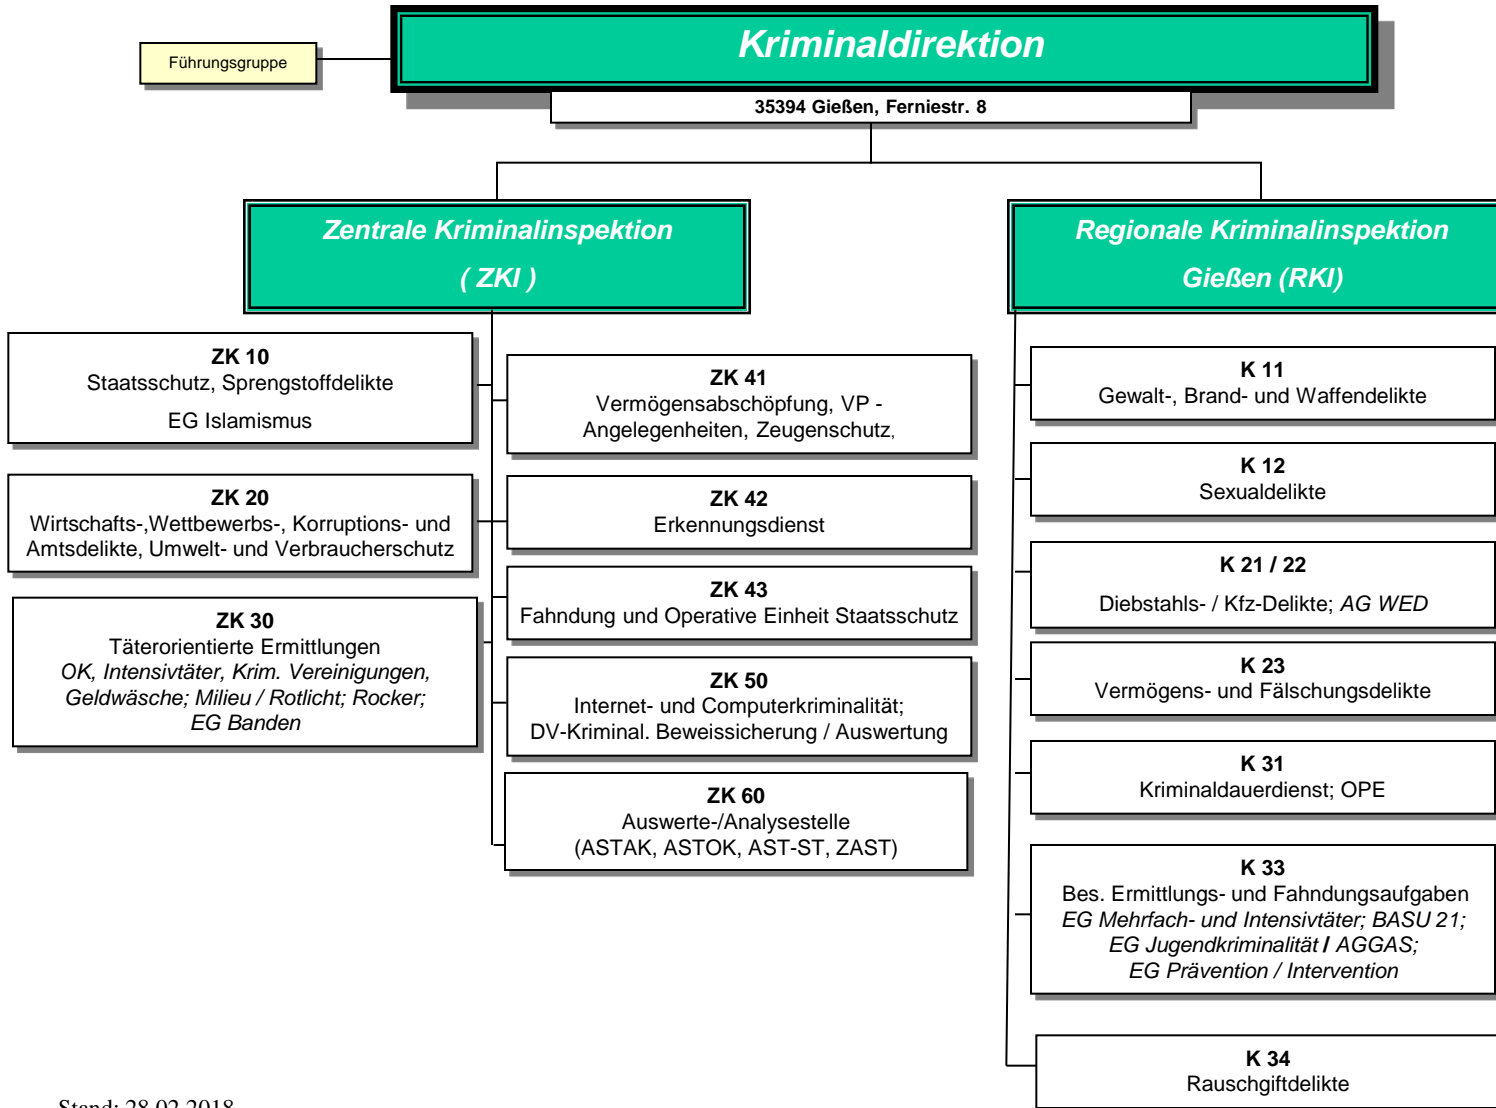 Kriminaldirektion
Führungsgruppe
35394 Gießen, Ferniestr. 8
Zentrale Kriminalinspektion
( ZKI )
Regionale Kriminalinspektion
Gießen (RKI)
ZK 10
Staatsschutz, Sprengstoffdelikte
EG Islamismus
ZK 20
Wirtschafts-,Wettbewerbs-, Korruptions- und
Amtsdelikte, Umwelt- und Verbraucherschutz
ZK 30
Täterorientierte Ermittlungen
OK, Intensivtäter, Krim. Vereinigungen,
Geldwäsche; Milieu / Rotlicht; Rocker;
EG Banden
ZK 41
Vermögensabschöpfung, VP -
Angelegenheiten, Zeugenschutz,
ZK 42
Erkennungsdienst
ZK 43
Fahndung und Operative Einheit Staatsschutz
ZK 50
Internet- und Computerkriminalität;
DV-Kriminal. Beweissicherung / Auswertung
ZK 60
Auswerte-/Analysestelle
(ASTAK, ASTOK, AST-ST, ZAST)
K 11
Gewalt-, Brand- und Waffendelikte
K 12
Sexualdelikte
K 21 / 22
Diebstahls- / Kfz-Delikte; AG WED
K 23
Vermögens- und Fälschungsdelikte
K 31
Kriminaldauerdienst; OPE
K 33
Bes. Ermittlungs- und Fahndungsaufgaben
EG Mehrfach- und Intensivtäter; BASU 21;
EG Jugendkriminalität / AGGAS;
EG Prävention / Intervention
K 34
Rauschgiftdelikte
Stand: 28.02.2018